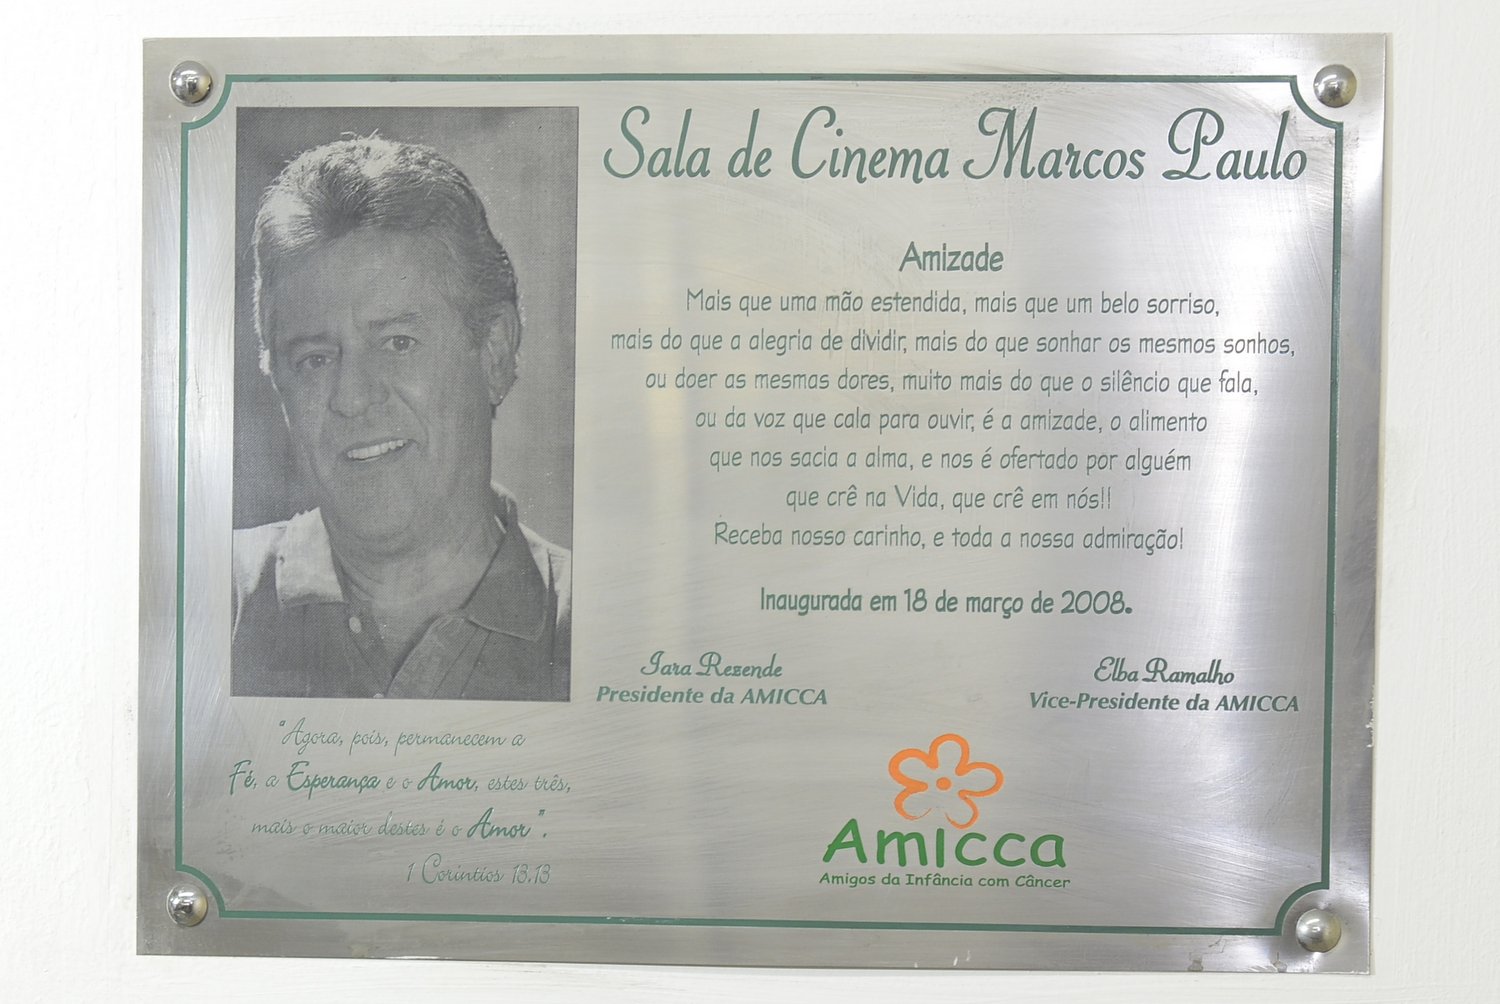 Sala de Cinema Marcos Paulo
Amizade
Mais que uma mão estendida, mais que um belo sorriso,
mais do que a alegria de dividir, mais do que sonhar os mesmos sonhos,
ou doer as mesmas dores, muito mais do que o silêncio que fala,
ou da voz que cala para ouvir, é a amizade, o alimento
que nos sacia a alma, e nos é ofertado por alguém
que crê na Vida, que crê em nós!!
Receba nosso carinho, e toda a nossa admiração!
Inaugurada em 18 de março de 2008.
Iara Rezende
Presidente da AMICCA
Elba Ramalho
Vice-Presidente da AMICCA
"Agora, pois, permanecem a
Fé, a Esperança e o Amor, estes três,
mais o maior destes é o Amor".
1 Coríntios 13.13
Amicca
Amigos da Infância com Câncer